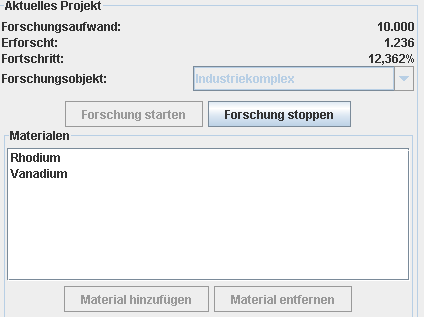 Aktuelles Projekt
Forschungsaufwand: 10.000
Erforscht: 1.236
Fortschritt: 12,362%
Forschungsobjekt: Industriekomplex
Forschung starten Forschung stoppen
Materialen
Rhodium
Vanadium
Material hinzufügen Material entfernen